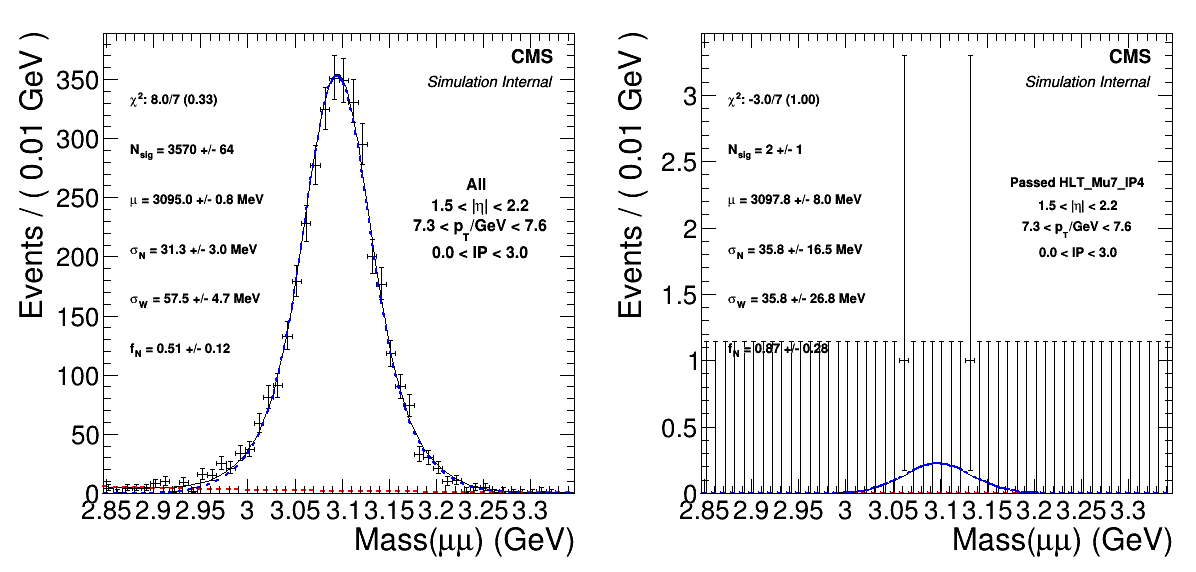 CMS
Simulation Internal
χ²: 8.0/7 (0.33)
N_sig = 3570 +/- 64
μ = 3095.0 +/- 0.8 MeV
σ_N = 31.3 +/- 3.0 MeV
σ_W = 57.5 +/- 4.7 MeV
f_N = 0.51 +/- 0.12
All
1.5 < |η| < 2.2
7.3 < p_T/GeV < 7.6
0.0 < IP < 3.0
Events / ( 0.01 GeV )
350
300
250
200
150
100
50
0
2.85 2.9 2.95 3 3.05 3.1 3.15 3.2 3.25 3.3
Mass(μμ) (GeV)
CMS
Simulation Internal
χ²: -3.0/7 (1.00)
N_sig = 2 +/- 1
μ = 3097.8 +/- 8.0 MeV
σ_N = 35.8 +/- 16.5 MeV
σ_W = 35.8 +/- 26.8 MeV
f_N = 0.87 +/- 0.28
Passed HLT_Mu7_IP4
1.5 < |η| < 2.2
7.3 < p_T/GeV < 7.6
0.0 < IP < 3.0
Events / ( 0.01 GeV )
3
2.5
2
1.5
1
0.5
0
2.85 2.9 2.95 3 3.05 3.1 3.15 3.2 3.25 3.3
Mass(μμ) (GeV)